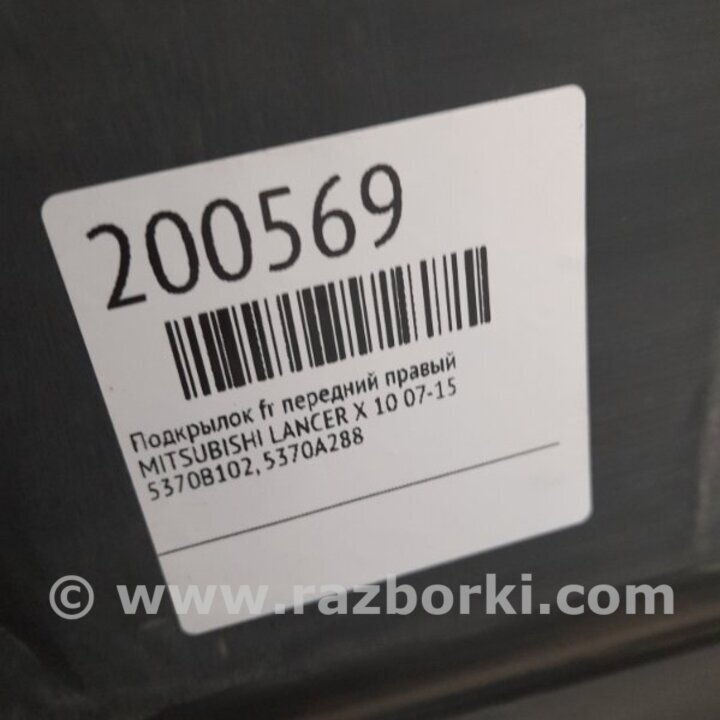 200569
Подкрылок fr передний правый
MITSUBISHI LANCER X 10 07-15
5370B102, 5370A288
© www.razborki.com